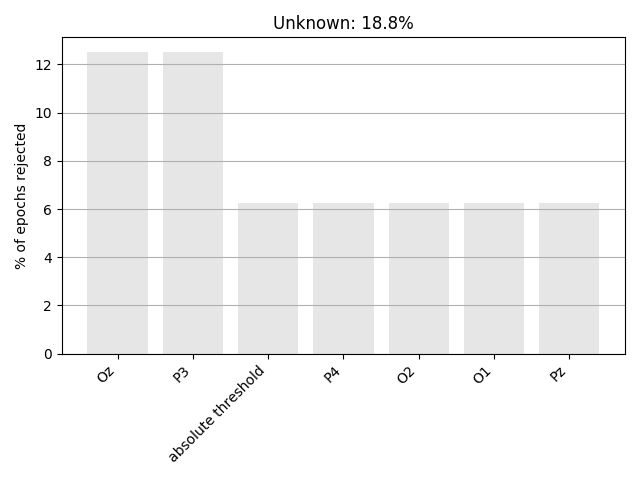 Unknown: 18.8%
% of epochs rejected
12
10
8
6
4
2
0
Oz
P3
absolute threshold
P4
O2
O1
Pz